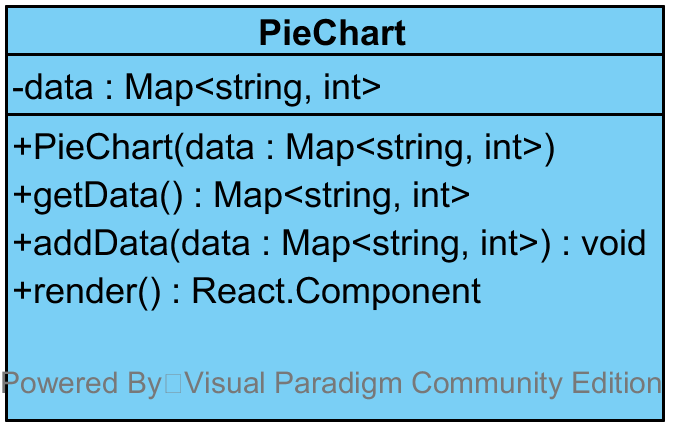 PieChart
-data : Map<string, int>
+PieChart(data : Map<string, int>)
+getData() : Map<string, int>
+addData(data : Map<string, int>) : void
+render() : React.Component
Powered By Visual Paradigm Community Edition